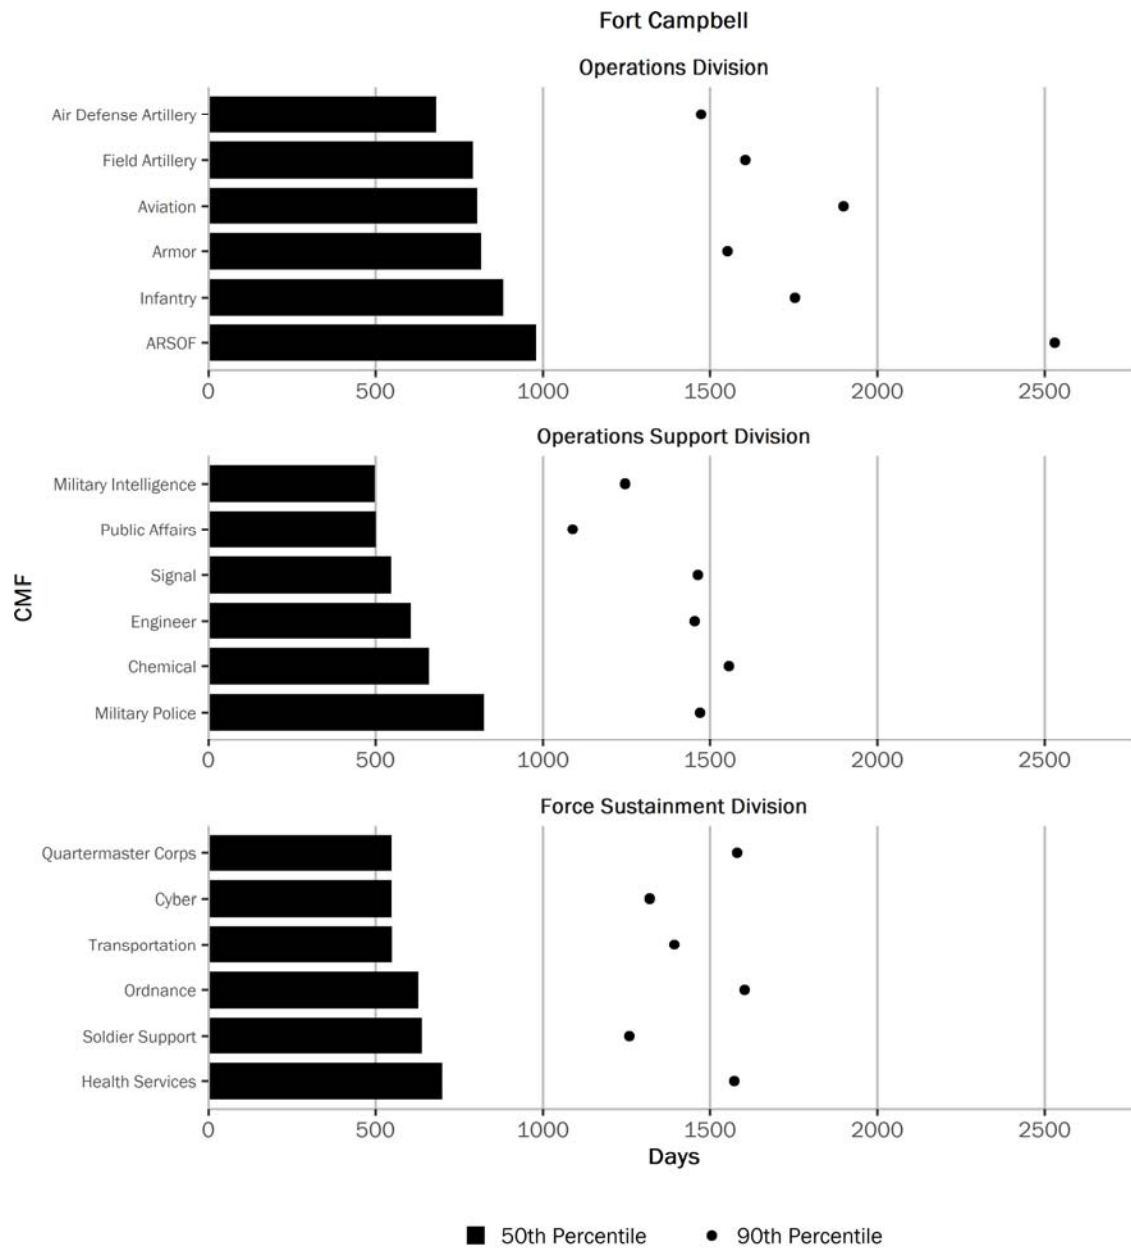 Fort Campbell
Operations Division
Air Defense Artillery
Field Artillery
Aviation
Armor
Infantry
ARSOF
0 500 1000 1500 2000 2500
Operations Support Division
Military Intelligence
Public Affairs
Signal
Engineer
Chemical
Military Police
0 500 1000 1500 2000 2500
CMF
Force Sustainment Division
Quartermaster Corps
Cyber
Transportation
Ordnance
Soldier Support
Health Services
0 500 1000 1500 2000 2500
Days
50th Percentile 90th Percentile